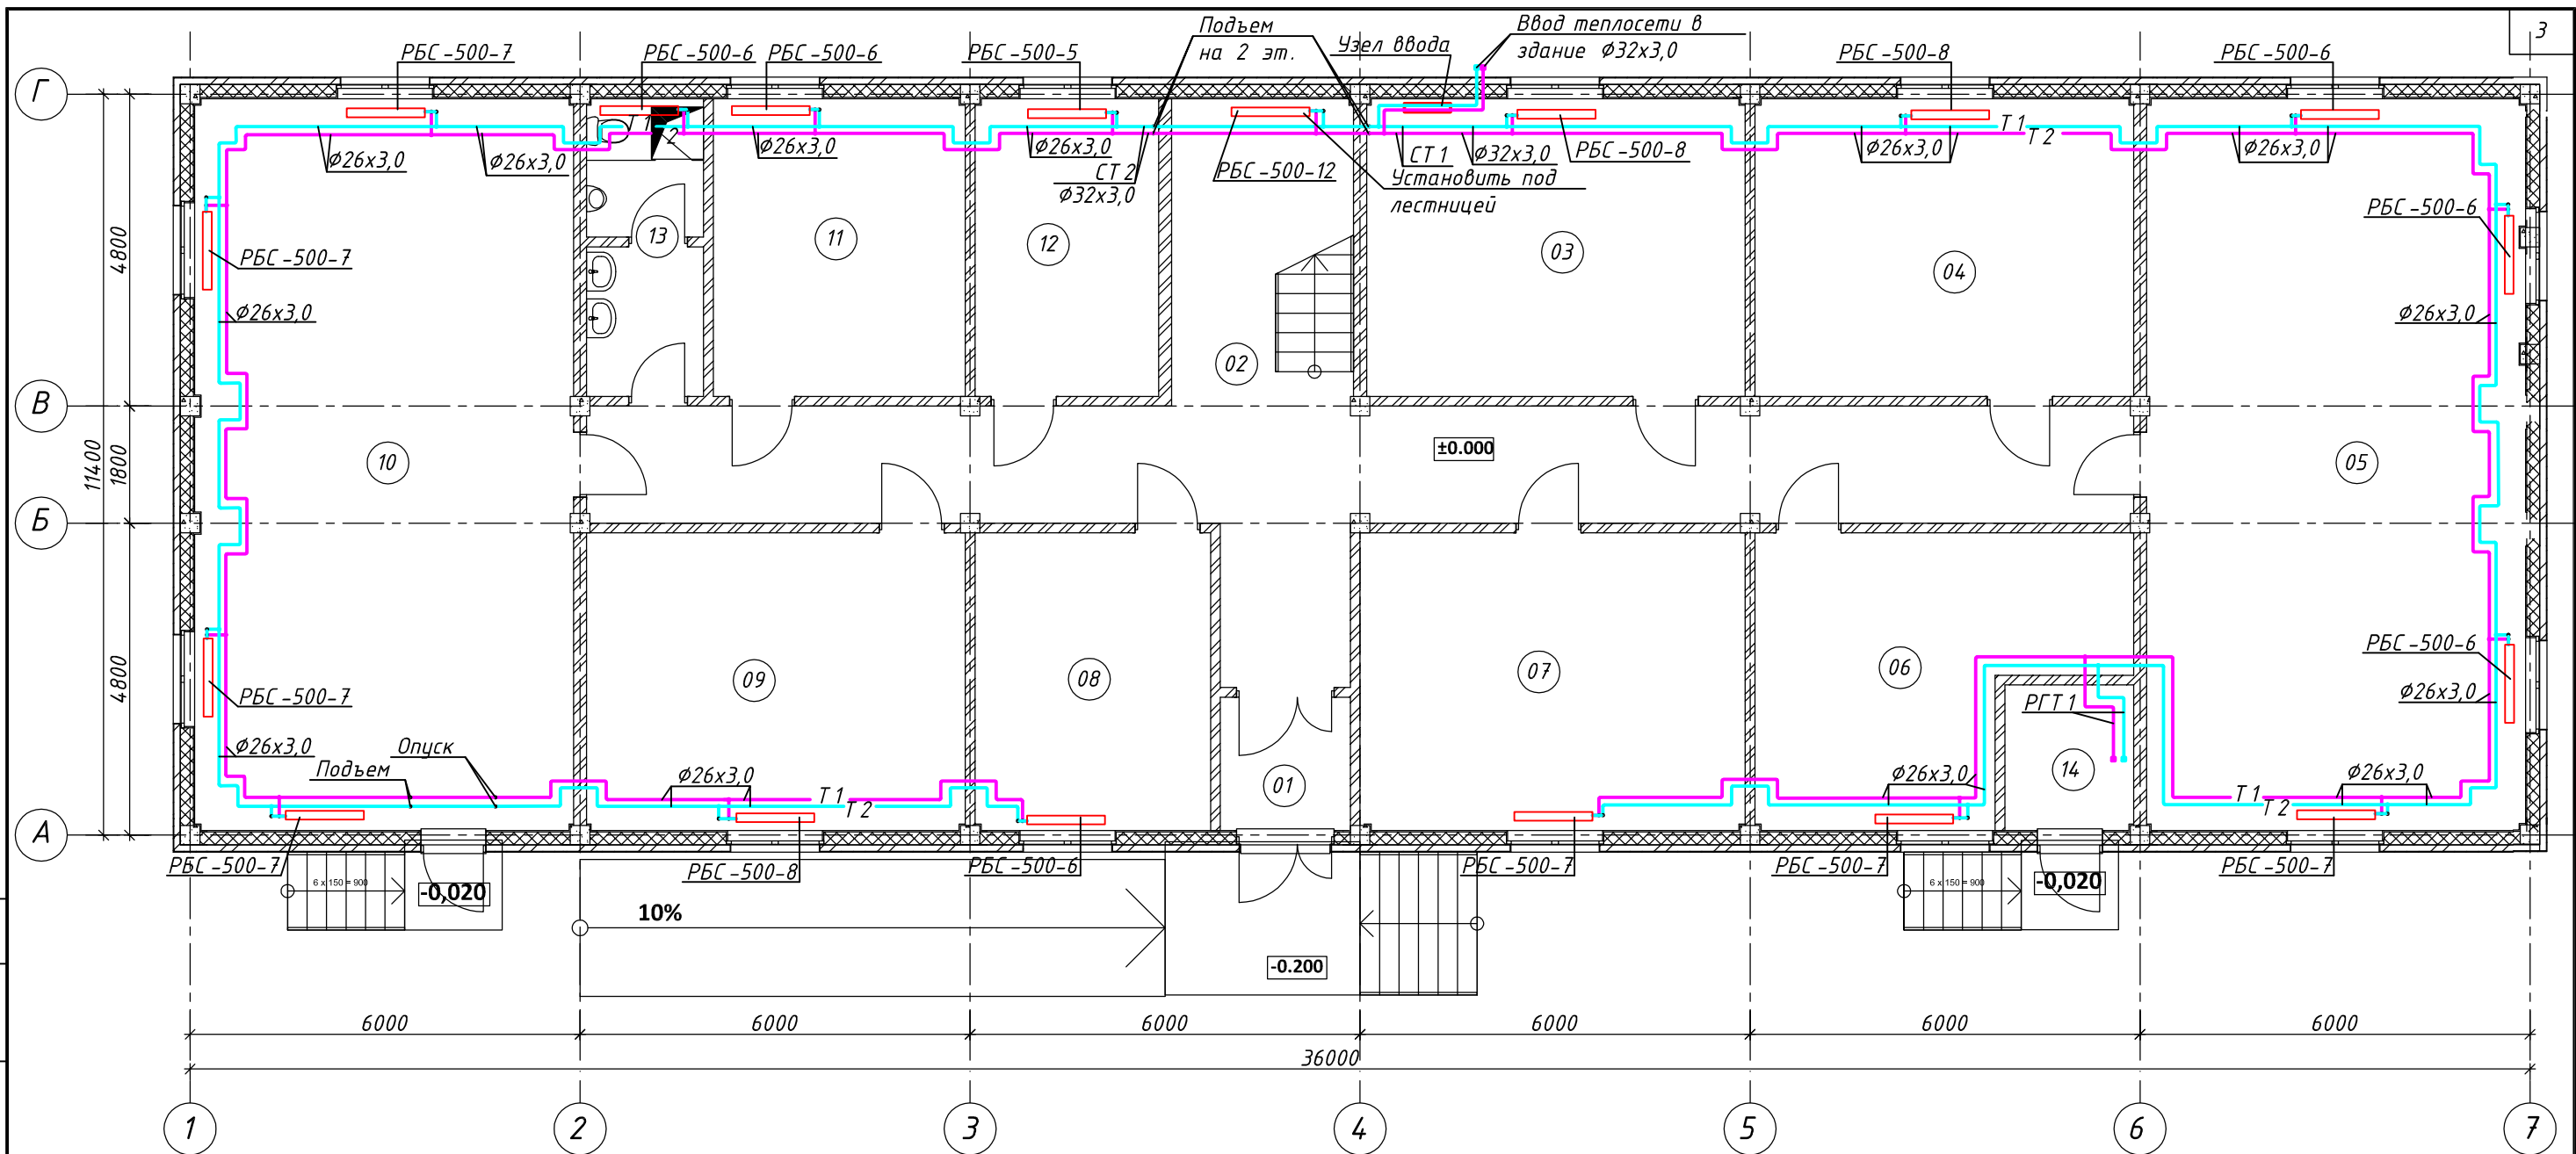 3
Подъем
на 2 эт.
Ввод теплосети в
здание Ф32х3,0
Узел ввода
РБС-500-7
РБС-500-6
РБС-500-6
РБС-500-5
РБС-500-8
РБС-500-6
Г
Т 1
2
Ф26х3,0
Ф26х3,0
Ф26х3,0
Ф26х3,0
СТ 2
Ф32х3,0
РБС-500-12
СТ 1
Ф32х3,0
РБС-500-8
Установить под
лестницей
Ф26х3,0
Т 1
Т 2
Ф26х3,0
РБС-500-7
РБС-500-6
13
11
12
03
04
4800
Ф26х3,0
Ф26х3,0
02
В
±0.000
11400
1800
10
05
Б
4800
РБС-500-7
09
08
07
06
РБС-500-6
РГТ 1
Ф26х3,0
Ф26х3,0
Опуск
Подъем
Ф26х3,0
Т 1
Т 2
01
Ф26х3,0
14
Ф26х3,0
Т 1
Т 2
А
РБС-500-7
РБС-500-8
РБС-500-6
РБС-500-7
РБС-500-7
РБС-500-7
6 x 150 = 900
-0,020
10%
6 x 150 = 900
-0,020
-0.200
6000
6000
6000
6000
6000
6000
36000
1
2
3
4
5
6
7